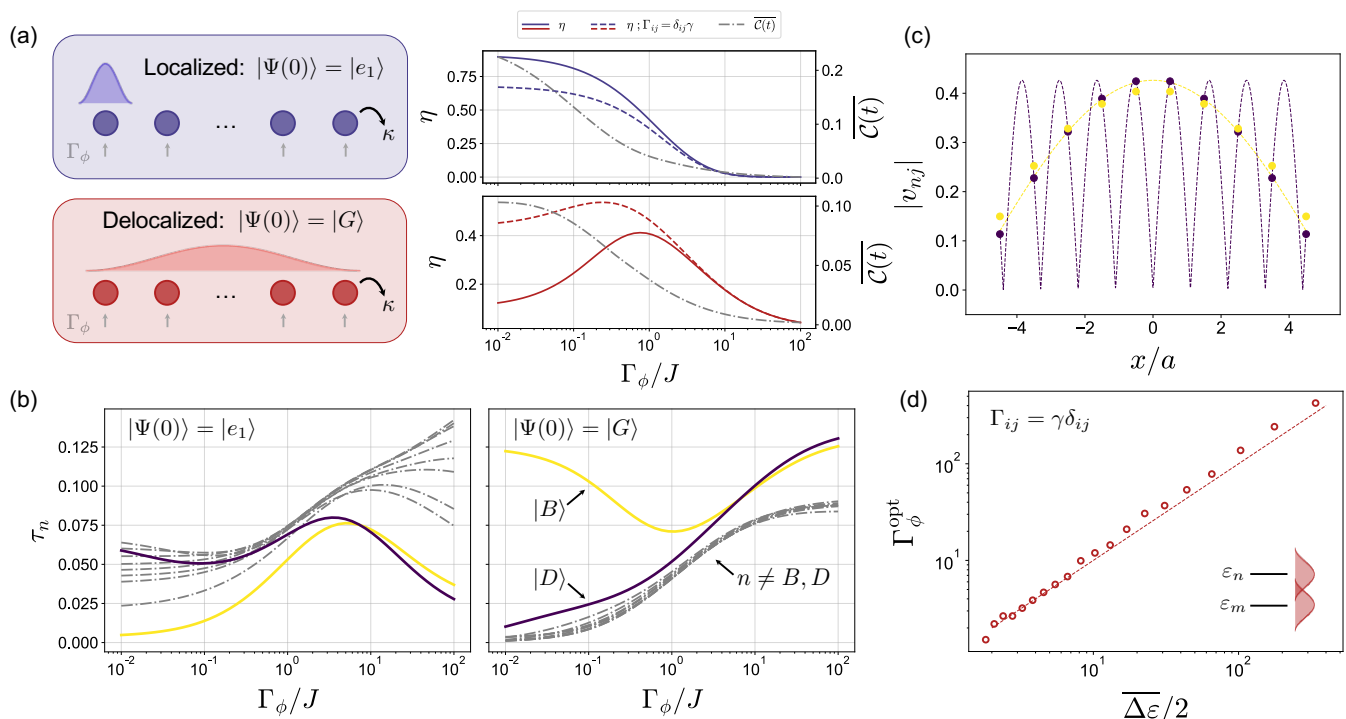 (a)
Localized: |Ψ(0)⟩ = |e₁⟩
...
κ
Γ_ϕ
Delocalized: |Ψ(0)⟩ = |G⟩
...
κ
Γ_ϕ
η
η ; Γ_ij = δ_ijγ
\overline{C(t)}
0.75
0.50
0.25
0.00
η
0.2
0.1
0.0
\overline{C(t)}
0.4
0.2
η
0.10
0.05
0.00
\overline{C(t)}
10⁻² 10⁻¹ 10⁰ 10¹ 10²
Γ_ϕ/J
(c)
0.4
0.3
0.2
0.1
0.0
|v_nj|
−4 −2 0 2 4
x/a
(b)
|Ψ(0)⟩ = |e₁⟩
0.125
0.100
0.075
0.050
0.025
0.000
τ_n
10⁻² 10⁻¹ 10⁰ 10¹ 10²
Γ_ϕ/J
|Ψ(0)⟩ = |G⟩
|B⟩
|D⟩
n ≠ B, D
10⁻² 10⁻¹ 10⁰ 10¹ 10²
Γ_ϕ/J
(d)
Γ_ij = γδ_ij
10²
10¹
Γ_ϕ^opt
ε_n
ε_m
10¹ 10²
\overline{Δε}/2